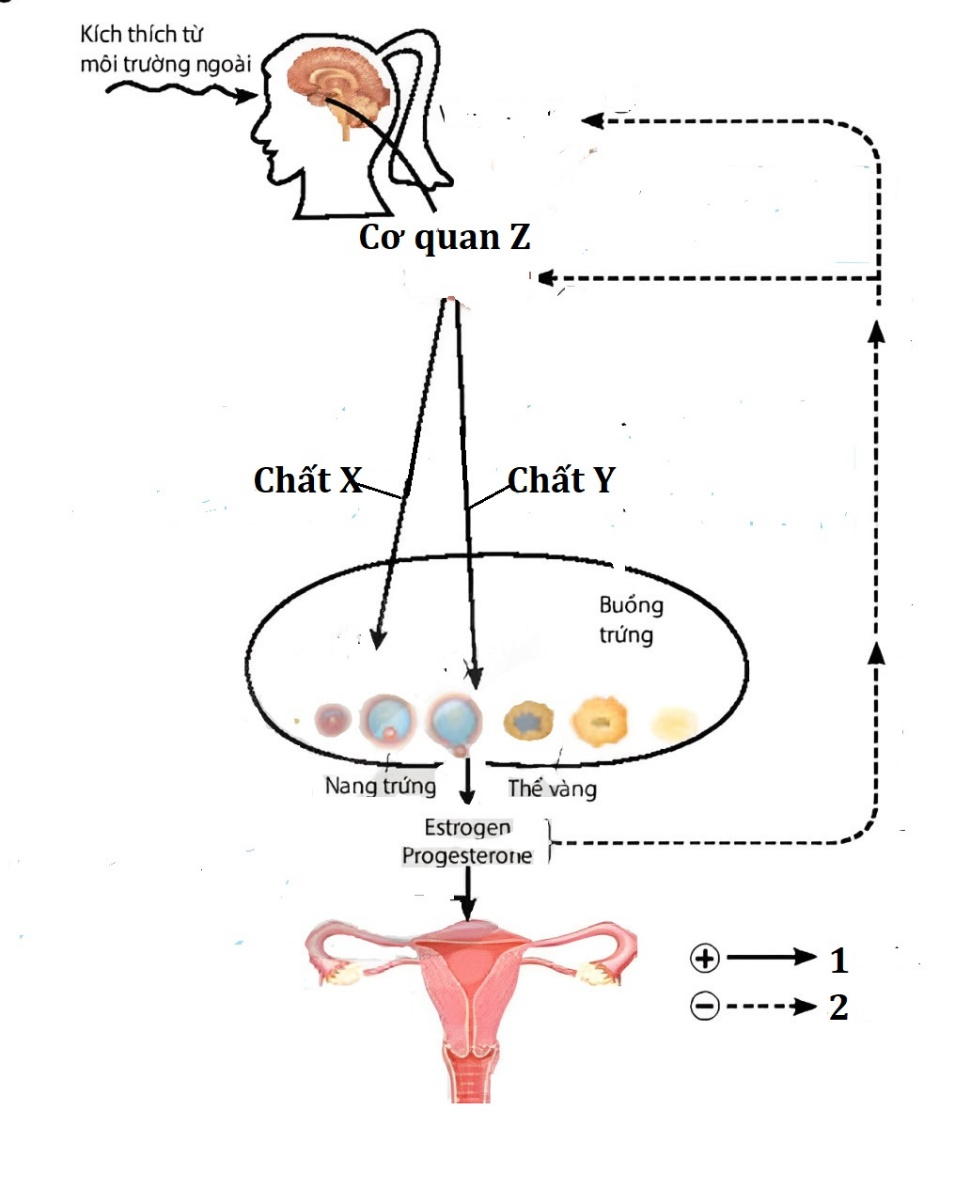 Kích thích từ
môi trường ngoài
Cơ quan Z
Chất X
Chất Y
Buồng
trứng
Nang trứng
Thể vàng
Estrogen
Progesterone
+ 1
− 2